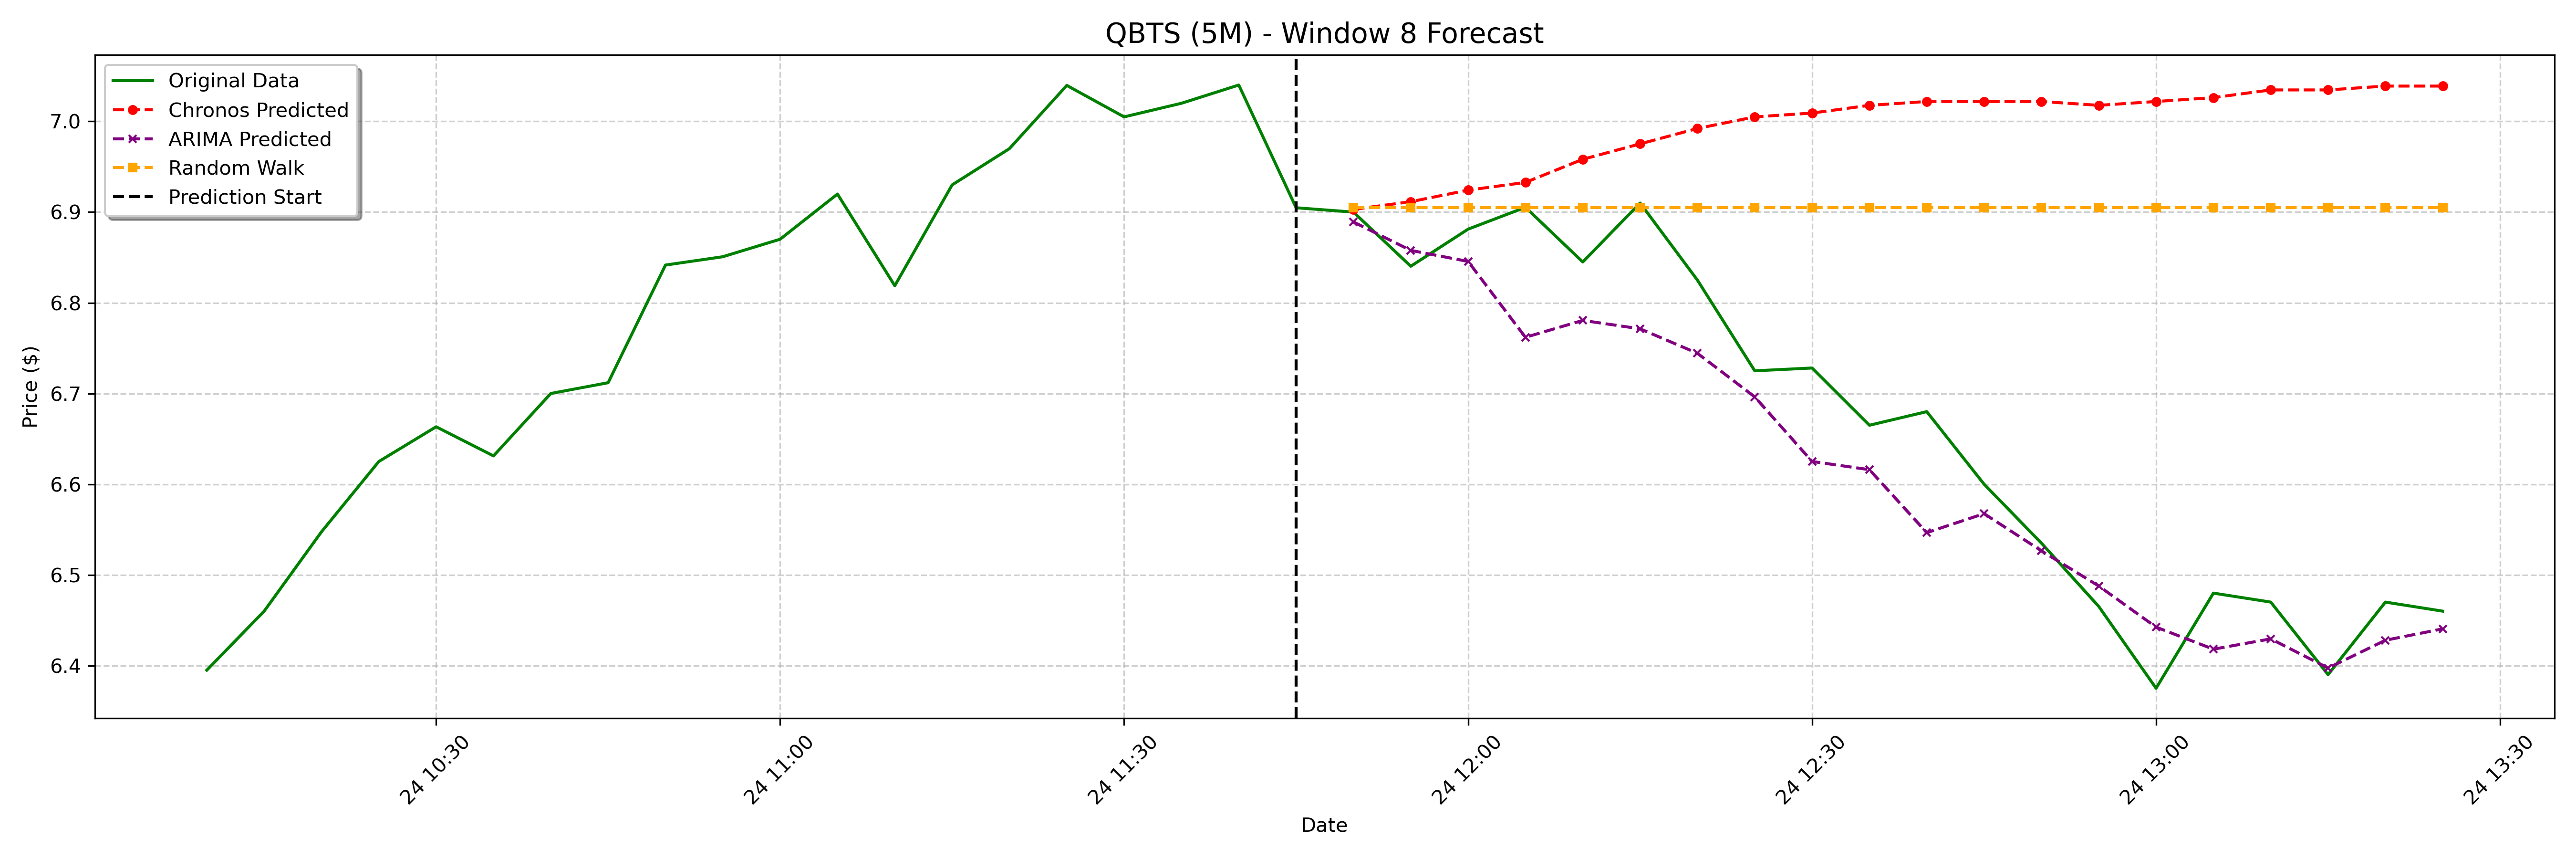 QBTS (5M) - Window 8 Forecast
Original Data
Chronos Predicted
ARIMA Predicted
Random Walk
Prediction Start
Price ($)
7.0
6.9
6.8
6.7
6.6
6.5
6.4
24 10:30
24 11:00
24 11:30
24 12:00
24 12:30
24 13:00
24 13:30
Date